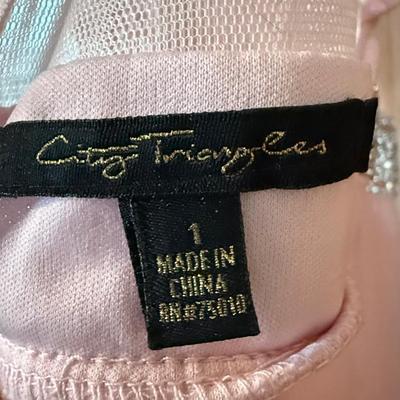 City Triangles
1
MADE IN
CHINA
RN#75010